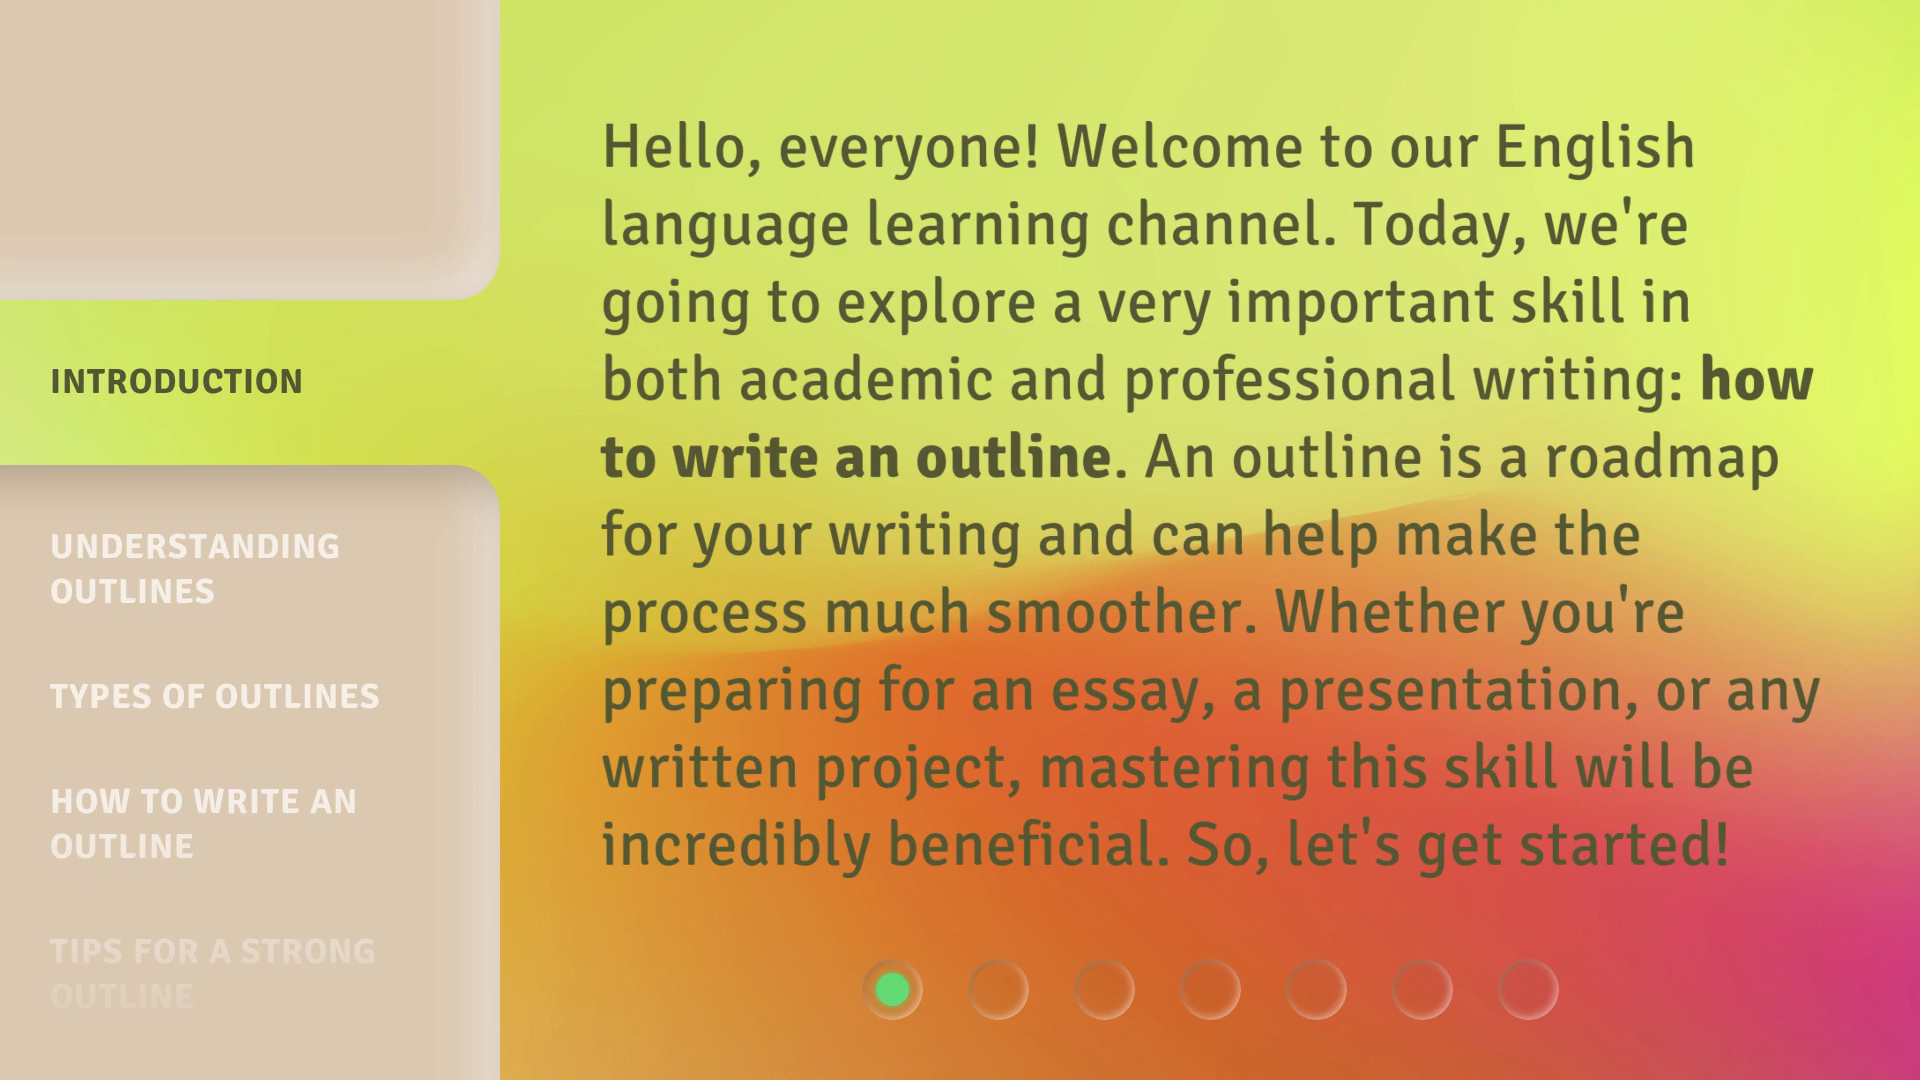 INTRODUCTION
UNDERSTANDING
OUTLINES
TYPES OF OUTLINES
HOW TO WRITE AN
OUTLINE
TIPS FOR A STRONG
OUTLINE
Hello, everyone! Welcome to our English
language learning channel. Today, we're
going to explore a very important skill in
both academic and professional writing: how
to write an outline. An outline is a roadmap
for your writing and can help make the
process much smoother. Whether you're
preparing for an essay, a presentation, or any
written project, mastering this skill will be
incredibly beneficial. So, let's get started!